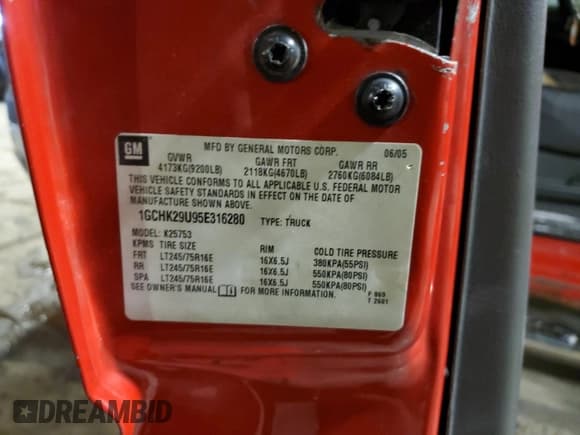 GM
MFD BY GENERAL MOTORS CORP. 06/05
GVWR GAWR FRT GAWR RR
4173KG(9200LB) 2118KG(4670LB) 2760KG(6084LB)
THIS VEHICLE CONFORMS TO ALL APPLICABLE U.S. FEDERAL MOTOR
VEHICLE SAFETY STANDARDS IN EFFECT ON THE DATE OF
MANUFACTURE SHOWN ABOVE.
1GCHK29U95E316280 TYPE: TRUCK
MODEL: K25753
KPMS TIRE SIZE RIM COLD TIRE PRESSURE
FRT LT245/75R16E 16X6.5J 380KPA(55PSI)
RR LT245/75R16E 16X6.5J 550KPA(80PSI)
SPA LT245/75R16E 16X6.5J 550KPA(80PSI)
SEE OWNER'S MANUAL FOR MORE INFORMATION.
P 060
T 2601
DREAMBID